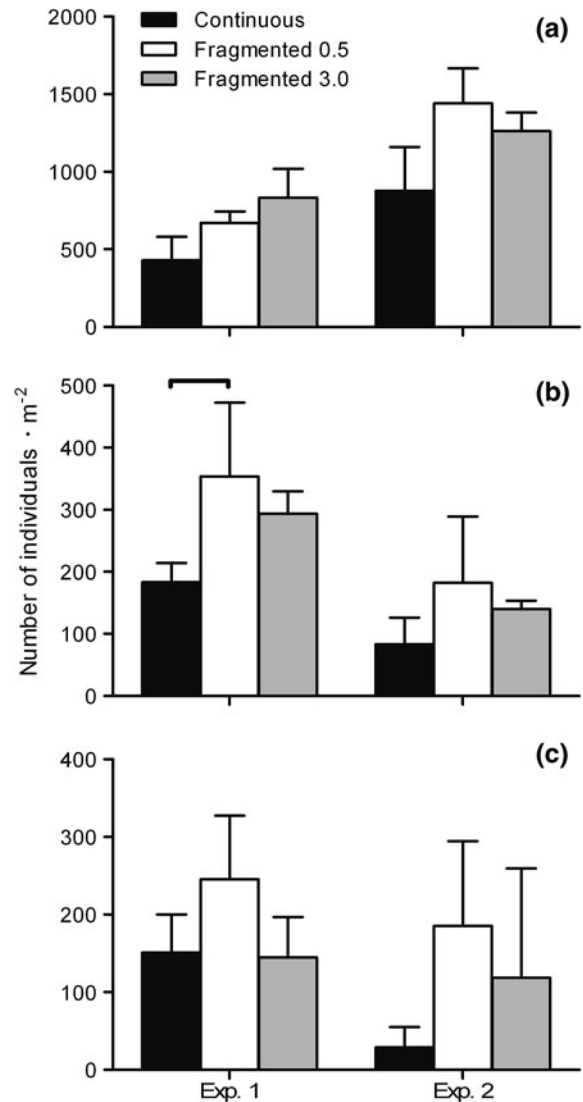 2000
1500
1000
500
0
Continuous
Fragmented 0.5
Fragmented 3.0
(a)
Number of individuals · m-2
500
400
300
200
100
0
(b)
400
300
200
100
0
(c)
Exp. 1
Exp. 2